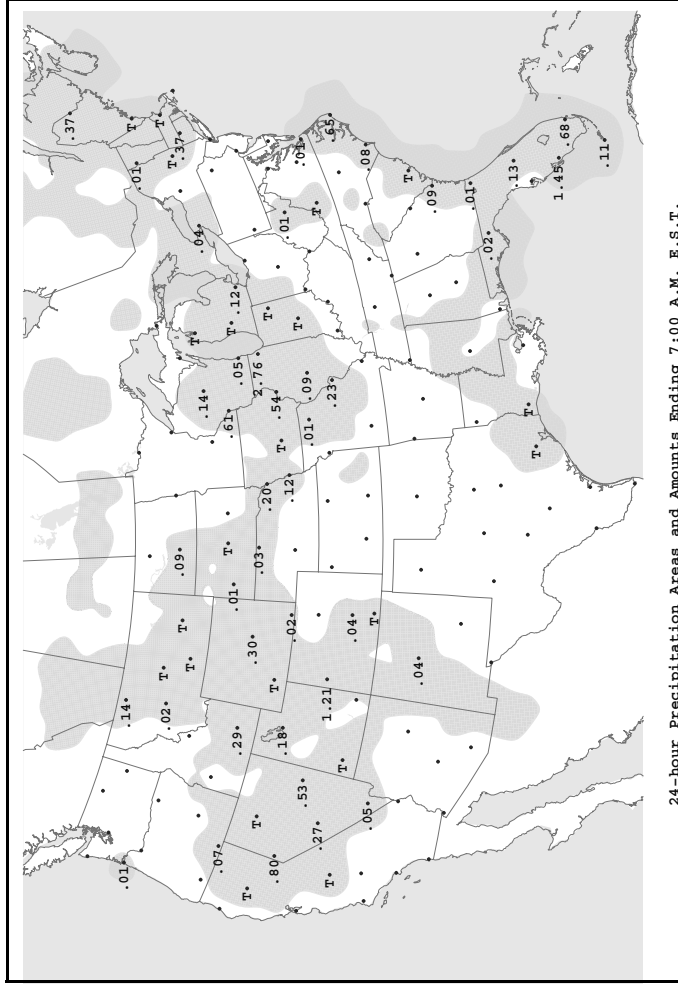 .37
.01
.14
T
.01
T
T
.02
T
.09
.37
T
T
T
.04
.14
.07
T
.61
T
.01
.12
.29
.05
T
.30
T
2.76
.03
.20
T
.80
T
.54
T
.18
.01
.12
.02
T
.01
.53
.09
.01
T
.27
1.21
T
.65
.23
T
.04
.08
.05
T
T
.04
.09
.01
.02
.13
T
T
1.45
.68
.11
24-hour Precipitation Areas and Amounts Ending 7:00 A.M. E.S.T.